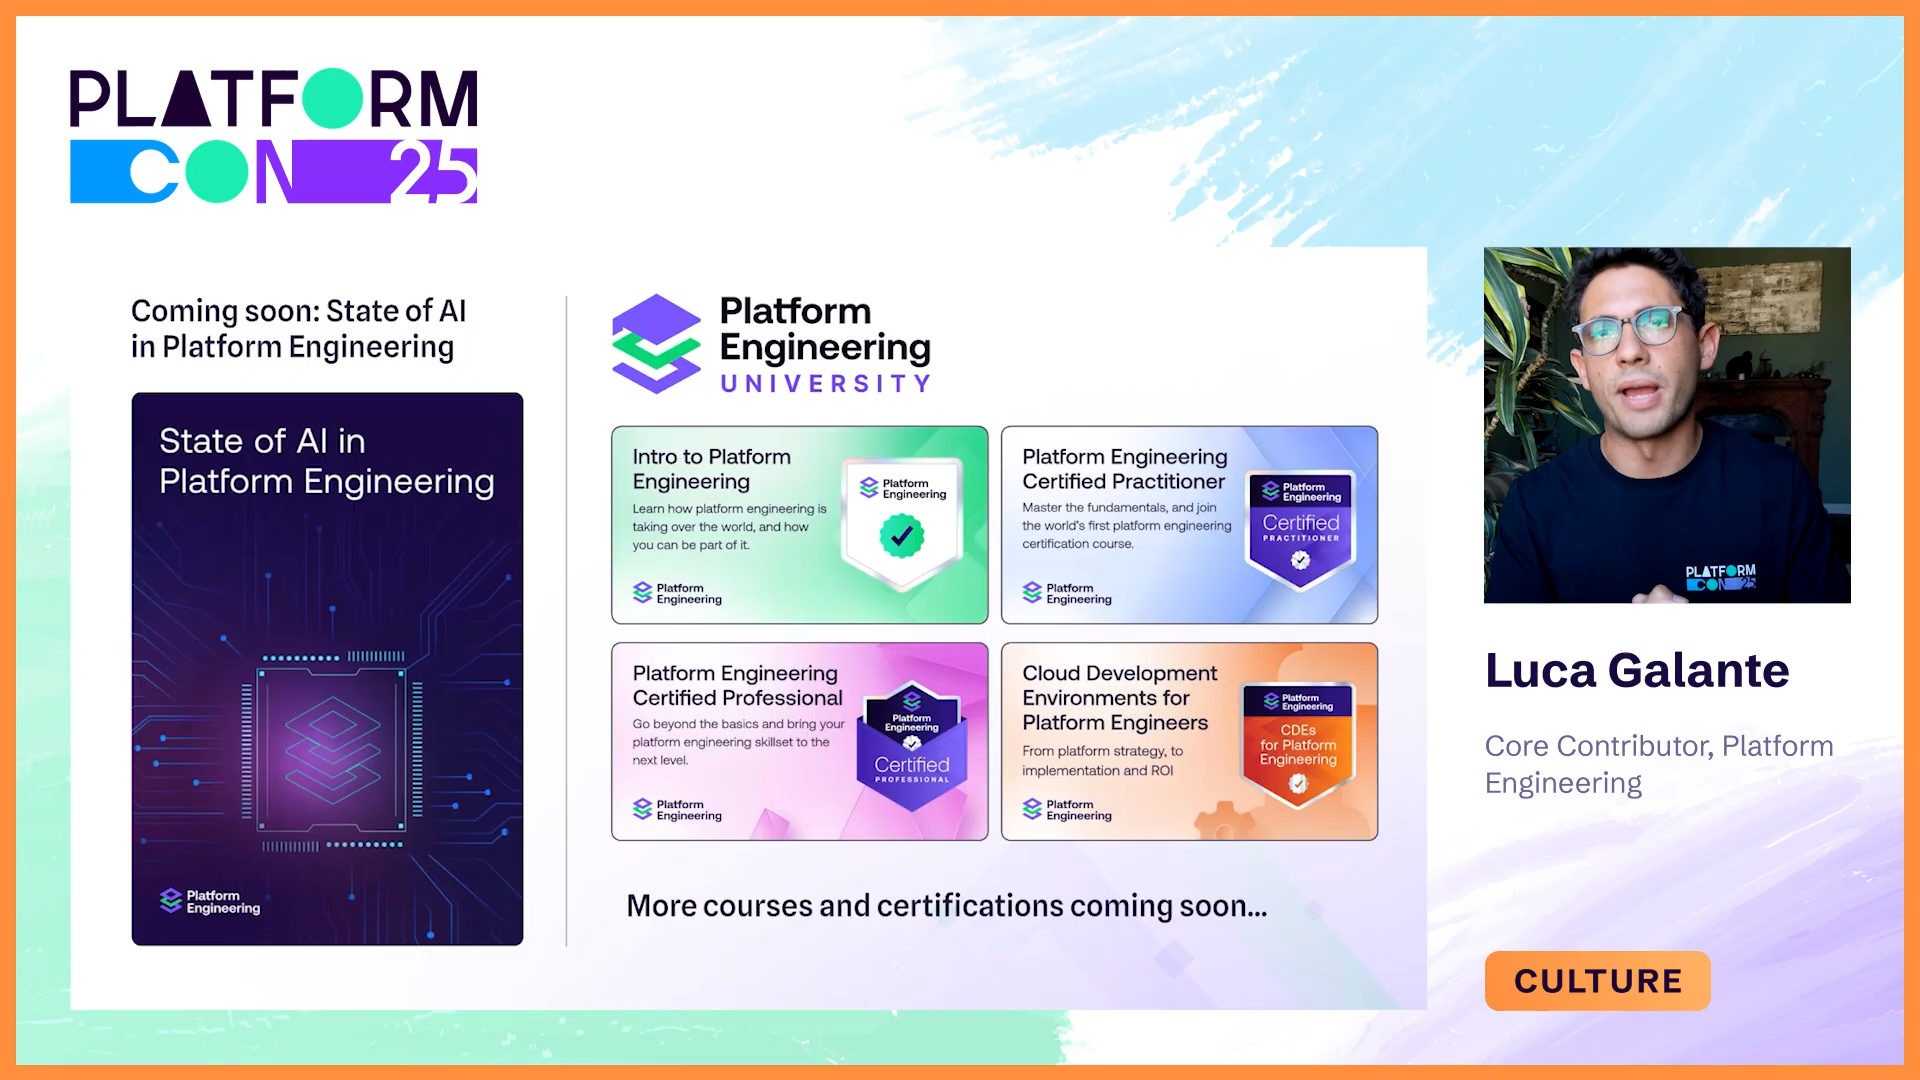 PLATFORM
CON 25
Coming soon: State of AI
in Platform Engineering
State of AI in
Platform Engineering
Platform
Engineering
Platform
Engineering
UNIVERSITY
Intro to Platform
Engineering
Learn how platform engineering is
taking over the world, and how
you can be part of it.
Platform
Engineering
Platform
Engineering
Platform Engineering
Certified Practitioner
Master the fundamentals, and join
the world's first platform engineering
certification course.
Platform
Engineering
Platform
Engineering
Certified
PRACTITIONER
Platform Engineering
Certified Professional
Go beyond the basics and bring your
platform engineering skillset to the
next level.
Platform
Engineering
Platform
Engineering
Certified
PROFESSIONAL
Cloud Development
Environments for
Platform Engineers
From platform strategy, to
implementation and ROI
Platform
Engineering
Platform
Engineering
CDEs
for Platform
Engineering
More courses and certifications coming soon...
PLATFORM
CON 25
Luca Galante
Core Contributor, Platform
Engineering
CULTURE